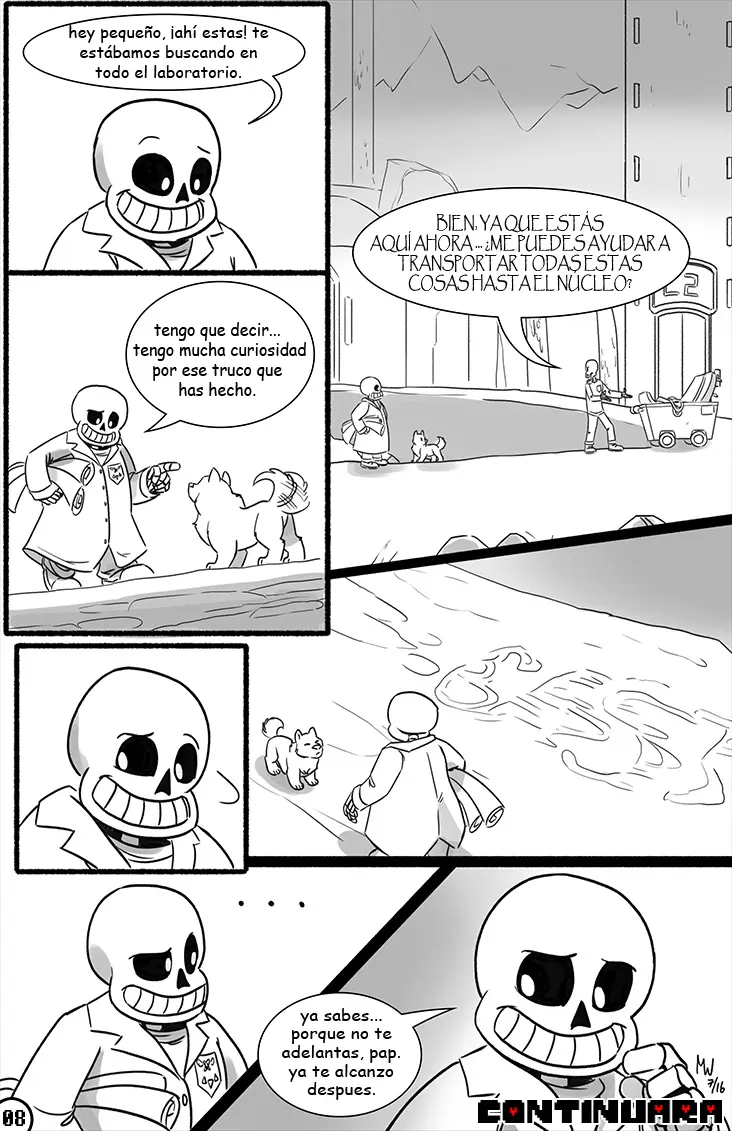 hey pequeño, ¡ahí estas! te
estábamos buscando en
todo el laboratorio.
BIEN, YA QUE ESTÁS
AQUÍ AHORA... ¿ME PUEDES AYUDAR A
TRANSPORTAR TODAS ESTAS
COSAS HASTA EL NUCLEO?
L2
tengo que decir...
tengo mucha curiosidad
por ese truco que
has hecho.
...
ya sabes...
porque no te
adelantas, pap.
ya te alcanzo
despues.
MW
7/16
08
CONTINUARA